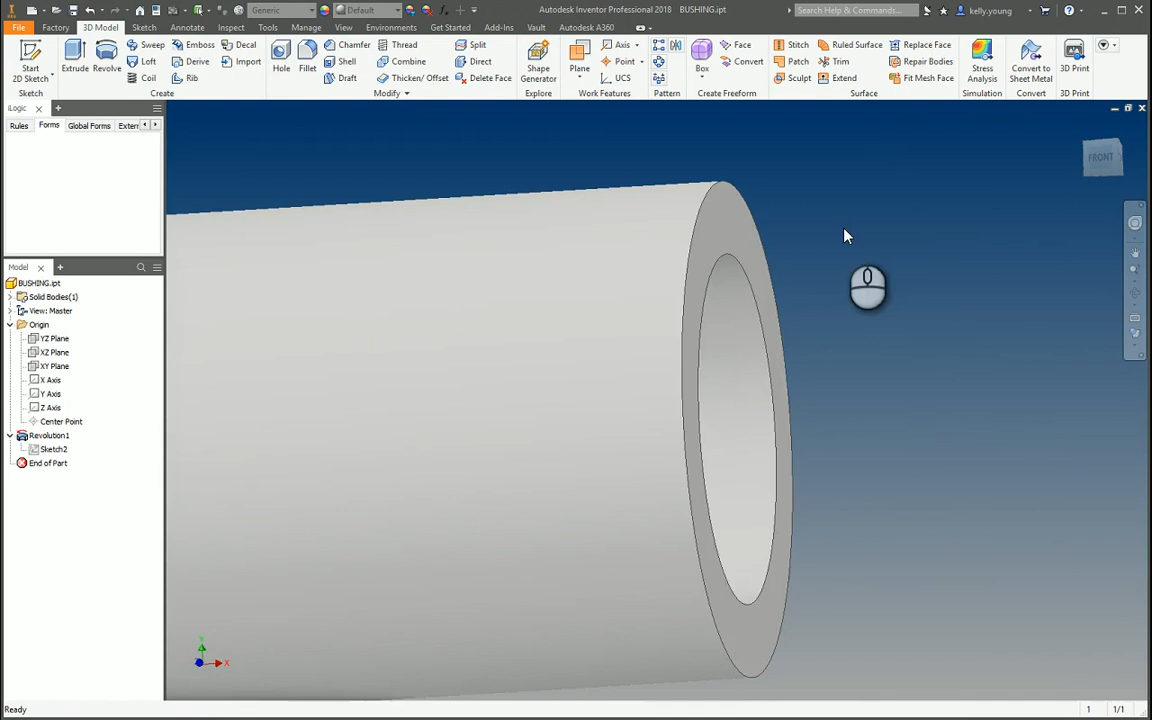 Generic
Default
Autodesk Inventor Professional 2018 BUSHING.ipt
Search Help & Commands...
kelly.young
File Factory 3D Model Sketch Annotate Inspect Tools Manage View Environments Get Started Vault Add-Ins Autodesk A360
Start
2D Sketch
Sketch
Extrude
Revolve
Sweep
Loft
Coil
Emboss
Derive
Rib
Decal
Import
Create
Hole
Fillet
Chamfer
Shell
Draft
Thread
Combine
Thicken/ Offset
Split
Direct
Delete Face
Modify
Shape
Generator
Explore
Plane
Axis
Point
UCS
Work Features
Pattern
Box
Face
Convert
Create Freeform
Stitch
Patch
Sculpt
Ruled Surface
Trim
Extend
Replace Face
Repair Bodies
Fit Mesh Face
Surface
Stress
Analysis
Simulation
Convert to
Sheet Metal
Convert
3D Print
3D Print
iLogic
Rules Forms Global Forms Extern
Model
BUSHING.ipt
Solid Bodies(1)
View: Master
Origin
YZ Plane
XZ Plane
XY Plane
X Axis
Y Axis
Z Axis
Center Point
Revolution1
Sketch2
End of Part
FRONT
Y
X
Ready
1 1/1